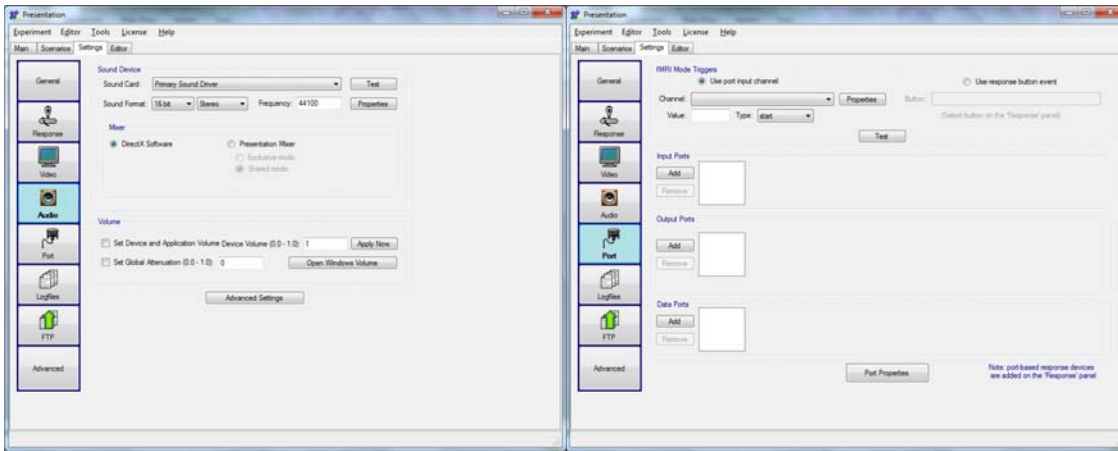 Presentation
Experiment Editor Tools License Help
Main Scenarios Settings Editor
General
Response
Video
Audio
Port
Logfiles
FTP
Advanced
Sound Device
Sound Card: Primary Sound Driver Test
Sound Format: 16 bit Stereo Frequency: 44100 Properties
Mixer
DirectX Software Presentation Mixer
Exclusive mode
Shared mode
Volume
Set Device and Application Volume Device Volume (0.0 - 1.0): 1 Apply Now
Set Global Attenuation (0.0 - 1.0): 0 Open Windows Volume
Advanced Settings
Presentation
Experiment Editor Tools License Help
Main Scenarios Settings Editor
General
Response
Video
Audio
Port
Logfiles
FTP
Advanced
fMRI Mode Triggers
Use port input channel Use response button event
Channel: Properties Button:
Value: Type: start (Select button on the 'Response' panel)
Test
Input Ports
Add
Remove
Output Ports
Add
Remove
Data Ports
Add
Remove
Port Properties
Note: port-based response devices
are added on the 'Response' panel